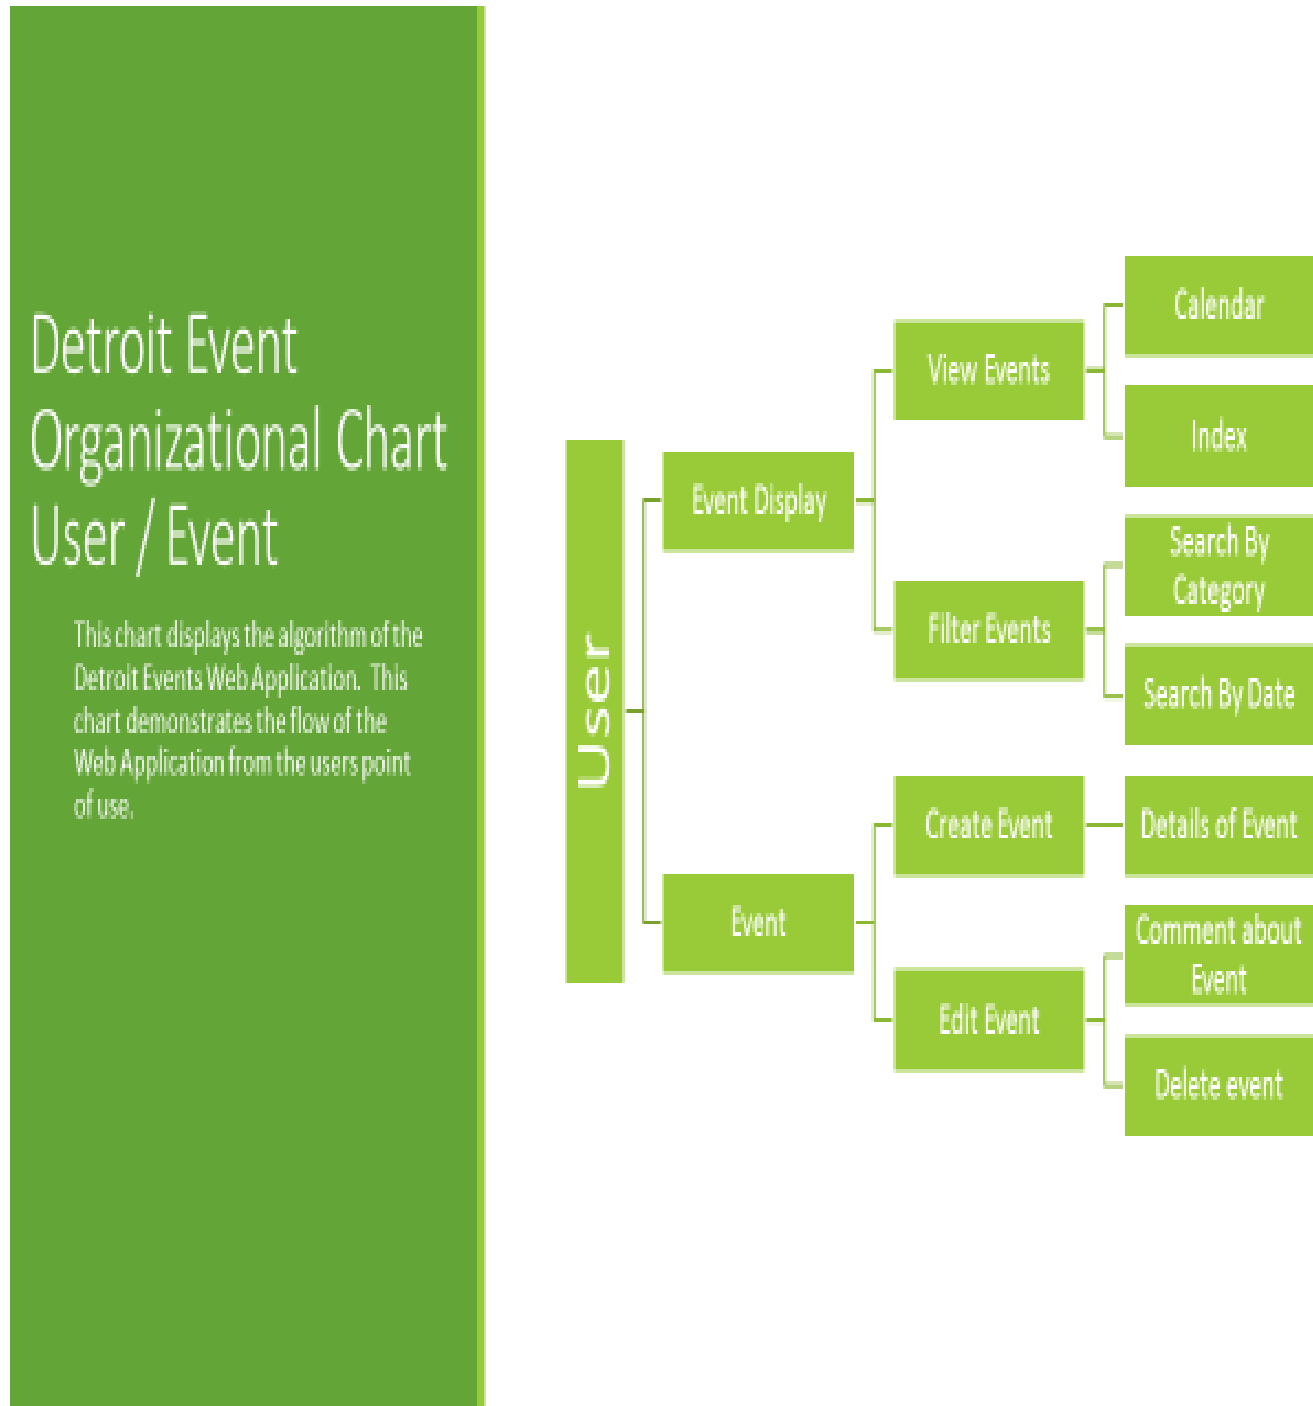 Detroit Event
Organizational Chart
User / Event
This chart displays the algorithm of the
Detroit Events Web Application. This
chart demonstrates the flow of the
Web Application from the users point
of use.
User
Event Display
View Events
Calendar
Index
Filter Events
Search By
Category
Search By Date
Event
Create Event
Details of Event
Edit Event
Comment about
Event
Delete event